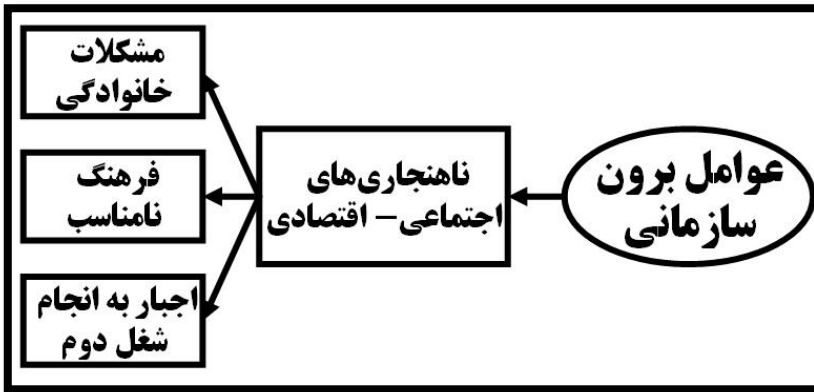 عوامل برون
سازمانی
ناهنجاری‌های
اجتماعی- اقتصادی
مشکلات
خانوادگی
فرهنگ
نامناسب
اجبار به انجام
شغل دوم